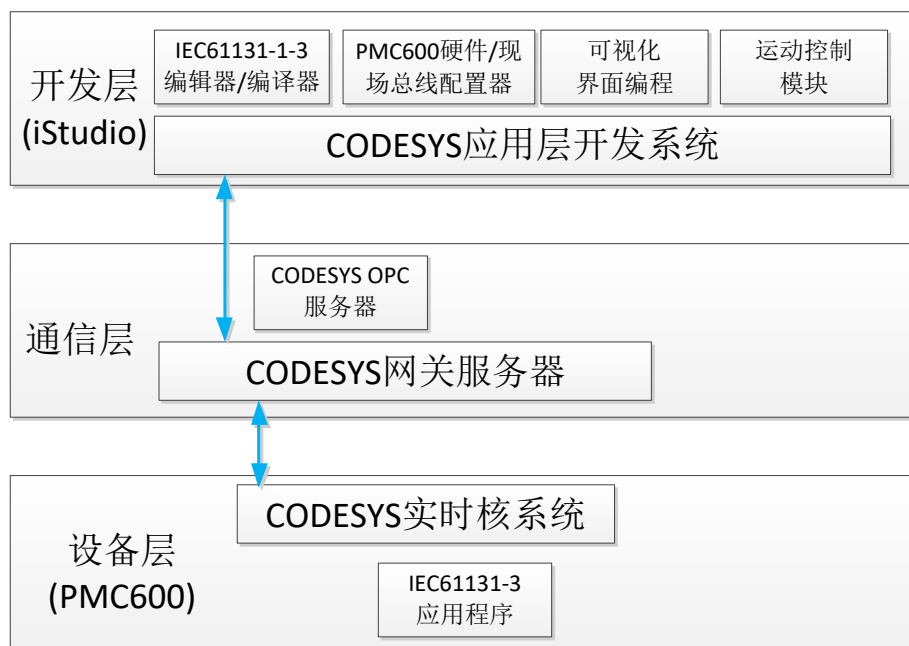 开发层
(iStudio)
IEC61131-1-3
编辑器/编译器
PMC600硬件/现
场总线配置器
可视化
界面编程
运动控制
模块
CODESYS应用层开发系统
通信层
CODESYS OPC
服务器
CODESYS网关服务器
设备层
(PMC600)
CODESYS实时核系统
IEC61131-3
应用程序